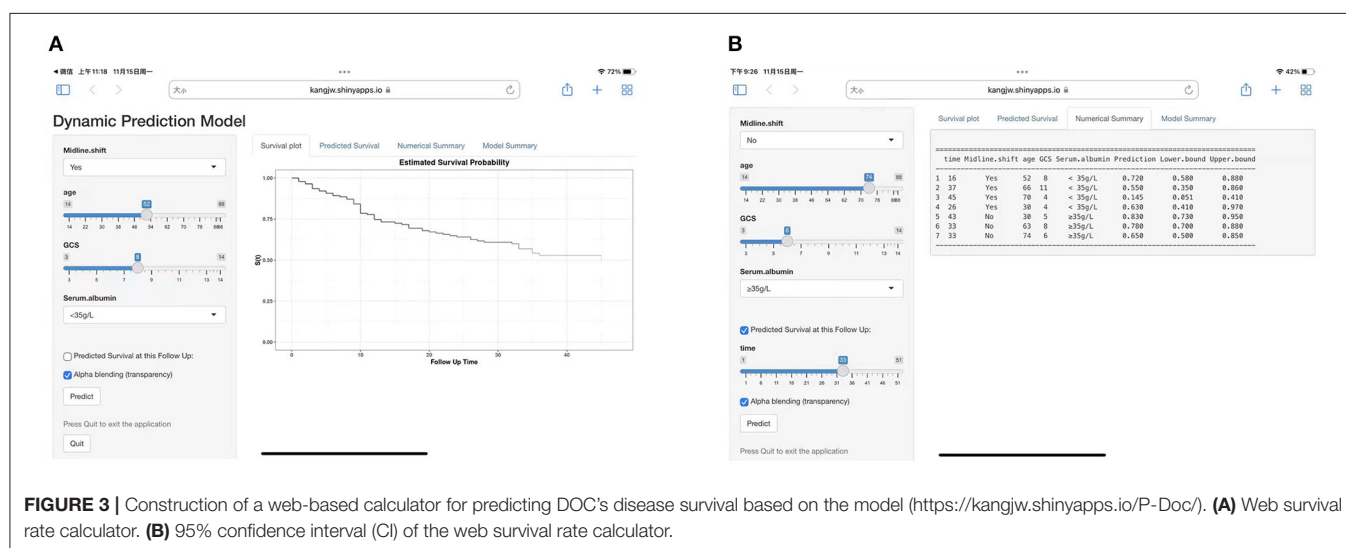 A
◀ 微信 上午11:18 11月15日周一
72%
大小
kangjw.shinyapps.io
Dynamic Prediction Model
Midline.shift
Yes
age
14 52 88
14 22 30 38 46 54 62 70 78 8688
GCS
3 8 14
3 5 7 9 11 13 14
Serum.albumin
<35g/L
Predicted Survival at this Follow Up:
Alpha blending (transparency)
Predict
Press Quit to exit the application
Quit
Survival plot Predicted Survival Numerical Summary Model Summary
Estimated Survival Probability
1.00
0.75
S(t)
0.50
0.25
0.00
0 10 20 30 40
Follow Up Time
B
下午9:26 11月15日周一
42%
大小
kangjw.shinyapps.io
Midline.shift
No
age
14 74 88
14 22 30 38 46 54 62 70 78 8688
GCS
3 6 14
3 5 7 9 11 13 14
Serum.albumin
≥35g/L
Predicted Survival at this Follow Up:
time
1 33 51
1 6 11 16 21 26 31 36 41 46 51
Alpha blending (transparency)
Predict
Press Quit to exit the application
Survival plot Predicted Survival Numerical Summary Model Summary
time Midline.shift age GCS Serum.albumin Prediction Lower.bound Upper.bound
1 16 Yes 52 8 < 35g/L 0.720 0.580 0.880
2 37 Yes 66 11 < 35g/L 0.550 0.350 0.860
3 45 Yes 70 4 < 35g/L 0.145 0.051 0.410
4 26 Yes 30 4 < 35g/L 0.630 0.410 0.970
5 43 No 30 5 ≥35g/L 0.830 0.730 0.950
6 33 No 63 8 ≥35g/L 0.780 0.700 0.880
7 33 No 74 6 ≥35g/L 0.650 0.500 0.850
FIGURE 3 | Construction of a web-based calculator for predicting DOC's disease survival based on the model (https://kangjw.shinyapps.io/P-Doc/). (A) Web survival
rate calculator. (B) 95% confidence interval (CI) of the web survival rate calculator.